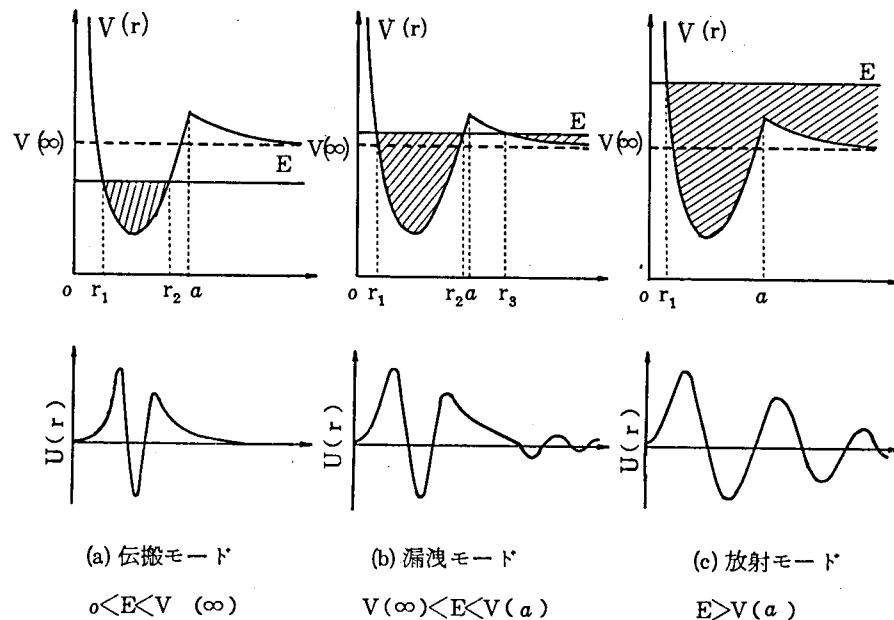 V(r)
E
V(∞)
E
o r₁ r₂ a
V(r)
E
V(∞)
o r₁ r₂ a r₃
V(r)
E
V(∞)
o r₁ a
U(r)
U(r)
U(r)
(a) 伝搬モード
o<E<V (∞)
(b) 漏洩モード
V(∞)<E<V(a)
(c) 放射モード
E>V(a)